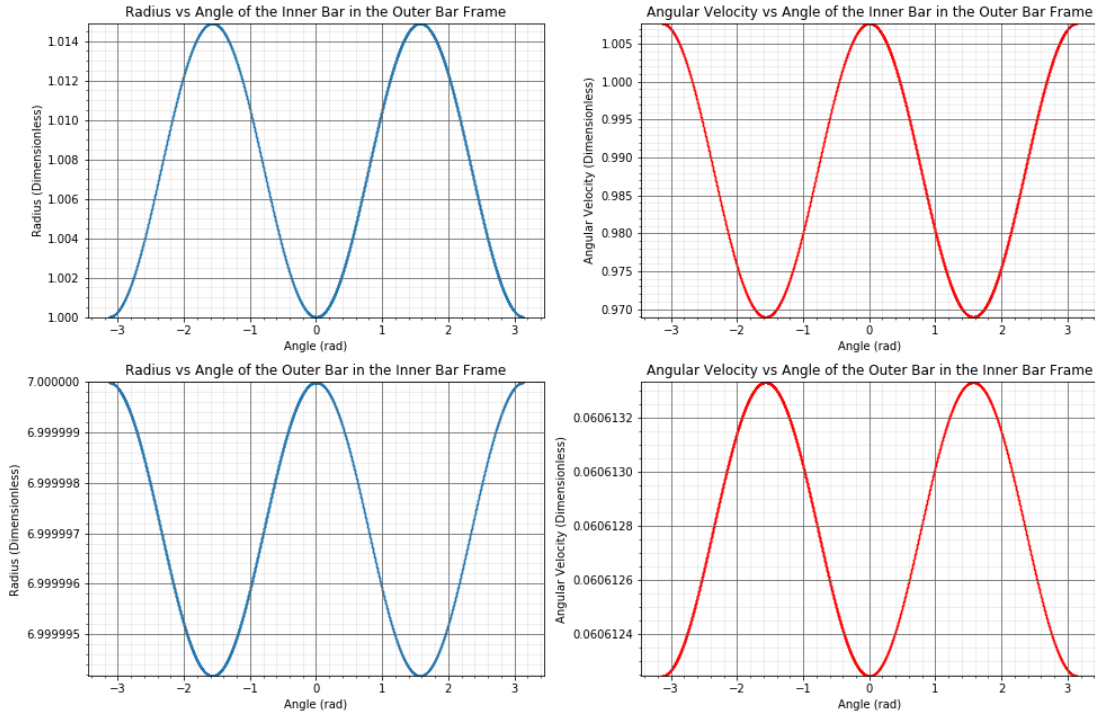 Radius vs Angle of the Inner Bar in the Outer Bar Frame
Radius (Dimensionless)
1.014
1.012
1.010
1.008
1.006
1.004
1.002
1.000
−3 −2 −1 0 1 2 3
Angle (rad)
Angular Velocity vs Angle of the Inner Bar in the Outer Bar Frame
Angular Velocity (Dimensionless)
1.005
1.000
0.995
0.990
0.985
0.980
0.975
0.970
−3 −2 −1 0 1 2 3
Angle (rad)
Radius vs Angle of the Outer Bar in the Inner Bar Frame
Radius (Dimensionless)
7.000000
6.999999
6.999998
6.999997
6.999996
6.999995
−3 −2 −1 0 1 2 3
Angle (rad)
Angular Velocity vs Angle of the Outer Bar in the Inner Bar Frame
Angular Velocity (Dimensionless)
0.0606132
0.0606130
0.0606128
0.0606126
0.0606124
−3 −2 −1 0 1 2 3
Angle (rad)